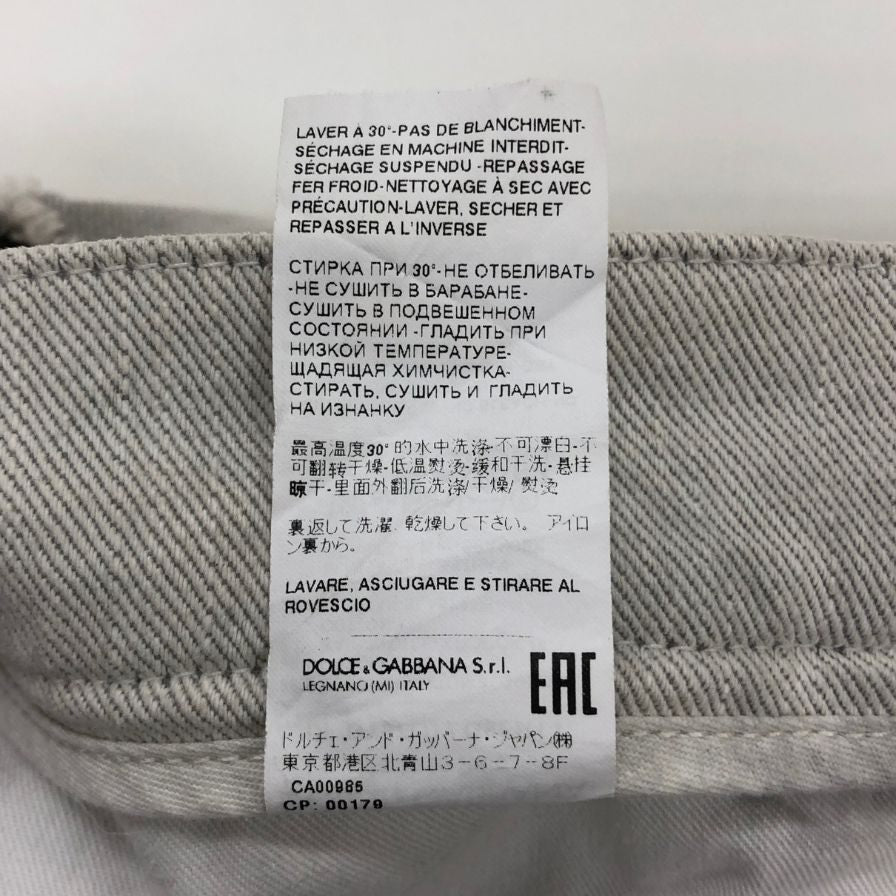 LAVER À 30°-PAS DE BLANCHIMENT-
SÉCHAGE EN MACHINE INTERDIT-
SÉCHAGE SUSPENDU -REPASSAGE
FER FROID-NETTOYAGE À SEC AVEC
PRÉCAUTION-LAVER, SECHER ET
REPASSER A L'INVERSE
СТИРКА ПРИ 30°-НЕ ОТБЕЛИВАТЬ
-НЕ СУШИТЬ В БАРАБАНЕ-
СУШИТЬ В ПОДВЕШЕННОМ
СОСТОЯНИИ -ГЛАДИТЬ ПРИ
НИЗКОЙ ТЕМПЕРАТУРЕ-
ЩАДЯЩАЯ ХИМЧИСТКА-
СТИРАТЬ, СУШИТЬ И ГЛАДИТЬ
НА ИЗНАНКУ
最高温度30°的水中洗涤-不可漂白-不
可翻转干燥-低温熨烫-缓和干洗-悬挂
晾干-里面外翻后洗涤/干燥/熨烫
裏返して洗濯、乾燥して下さい。 アイロ
ン裏から。
LAVARE, ASCIUGARE E STIRARE AL
ROVESCIO
DOLCE & GABBANA S.r.l.
LEGNANO (MI) ITALY
EAC
ドルチェ・アンド・ガッバーナ・ジャパン㈱
東京都港区北青山3-6-7-8F
CA00985
CP: 00179